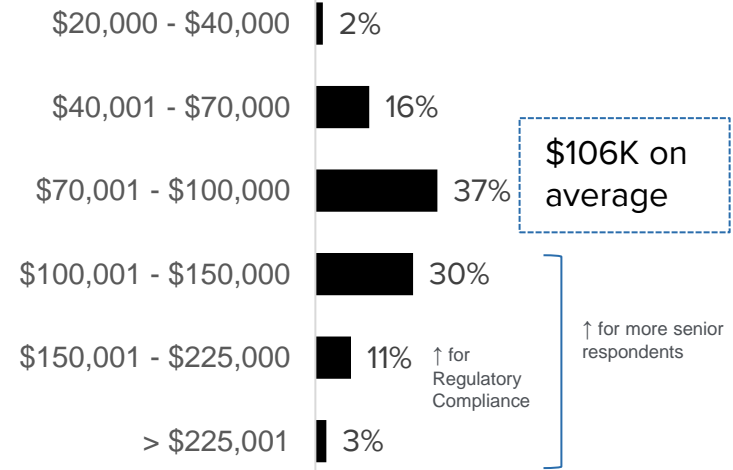 $20,000 - $40,000 2%
$40,001 - $70,000 16%
$70,001 - $100,000 37%
$106K on
average
$100,001 - $150,000 30%
$150,001 - $225,000 11%
↑ for
Regulatory
Compliance
↑ for more senior
respondents
> $225,001 3%